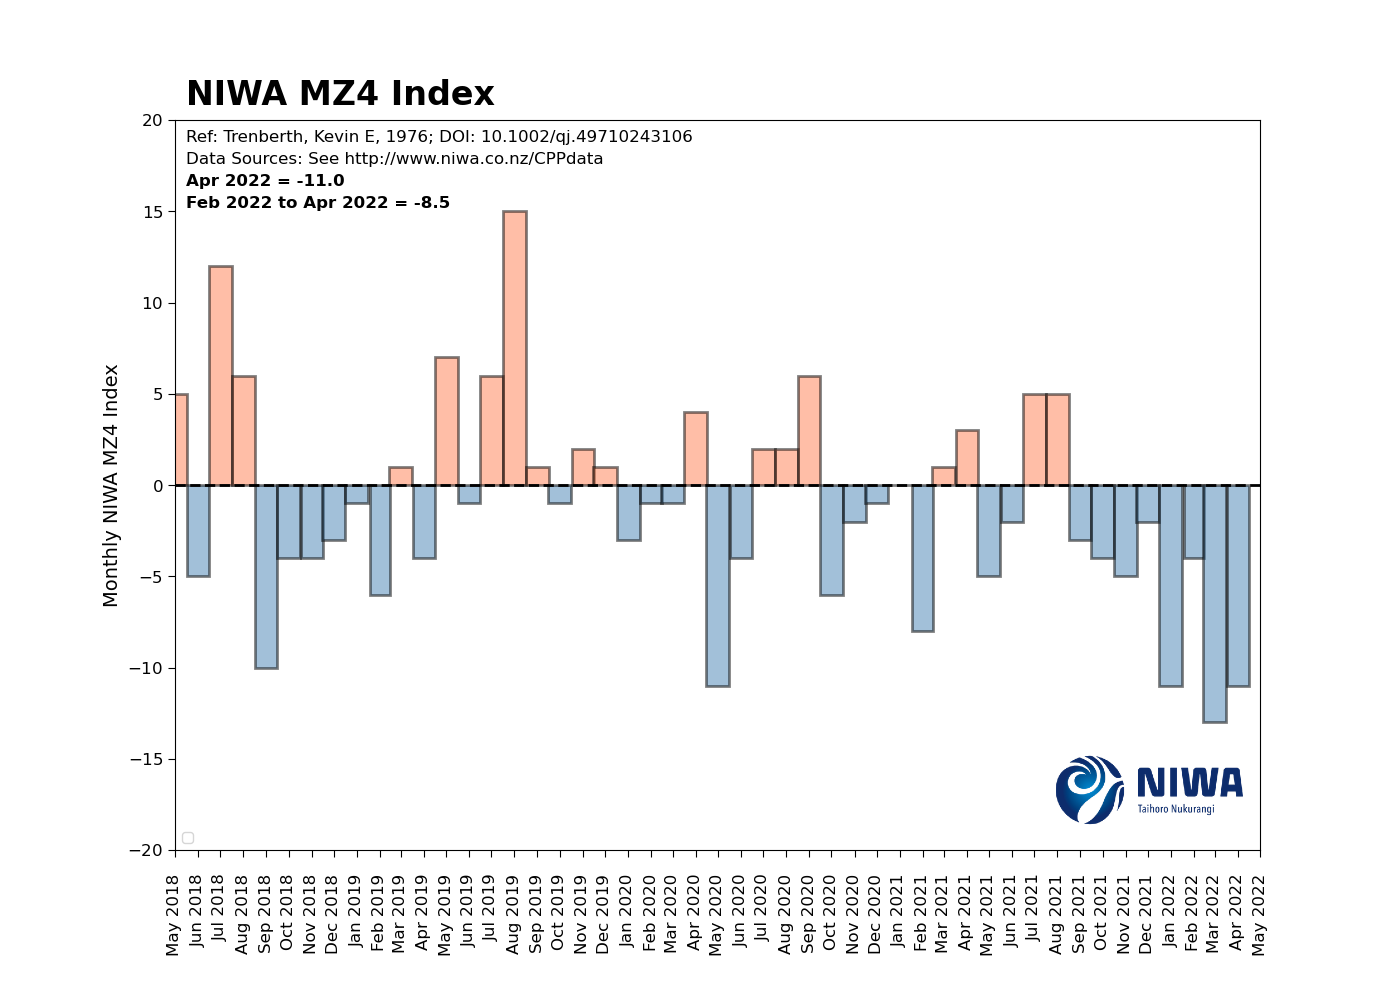 NIWA MZ4 Index
Ref: Trenberth, Kevin E, 1976; DOI: 10.1002/qj.49710243106
Data Sources: See http://www.niwa.co.nz/CPPdata
Apr 2022 = -11.0
Feb 2022 to Apr 2022 = -8.5
Monthly NIWA MZ4 Index
20
15
10
5
0
−5
−10
−15
−20
NIWA
Taihoro Nukurangi
May 2018
Jun 2018
Jul 2018
Aug 2018
Sep 2018
Oct 2018
Nov 2018
Dec 2018
Jan 2019
Feb 2019
Mar 2019
Apr 2019
May 2019
Jun 2019
Jul 2019
Aug 2019
Sep 2019
Oct 2019
Nov 2019
Dec 2019
Jan 2020
Feb 2020
Mar 2020
Apr 2020
May 2020
Jun 2020
Jul 2020
Aug 2020
Sep 2020
Oct 2020
Nov 2020
Dec 2020
Jan 2021
Feb 2021
Mar 2021
Apr 2021
May 2021
Jun 2021
Jul 2021
Aug 2021
Sep 2021
Oct 2021
Nov 2021
Dec 2021
Jan 2022
Feb 2022
Mar 2022
Apr 2022
May 2022